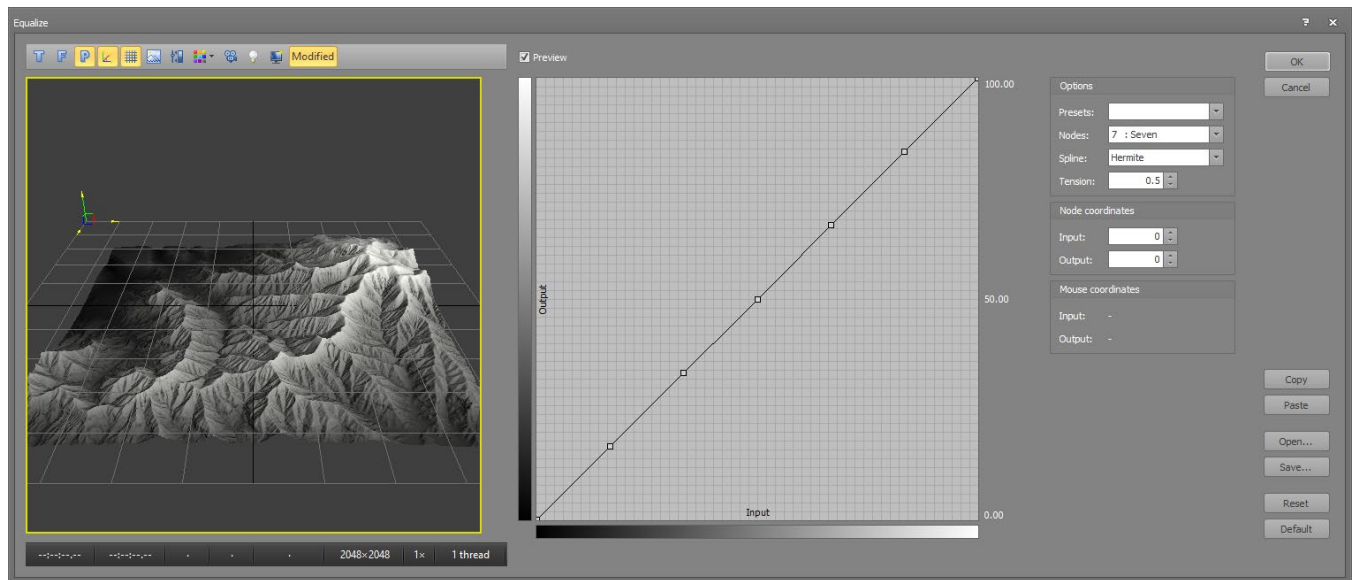 Equalize
? ×
T F P Modified
Preview
OK
Cancel
100.00
50.00
0.00
Output
Input
Options
Presets:
Nodes: 7 : Seven
Spline: Hermite
Tension: 0.5
Node coordinates
Input: 0
Output: 0
Mouse coordinates
Input: -
Output: -
Copy
Paste
Open...
Save...
Reset
Default
--:--:--,-- --:--:--,-- . . . 2048×2048 1× 1 thread